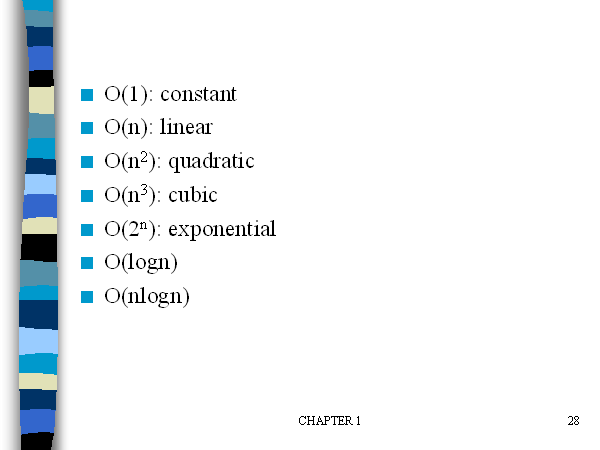 O(1): constant
O(n): linear
O(n²): quadratic
O(n³): cubic
O(2ⁿ): exponential
O(logn)
O(nlogn)
CHAPTER 1
28